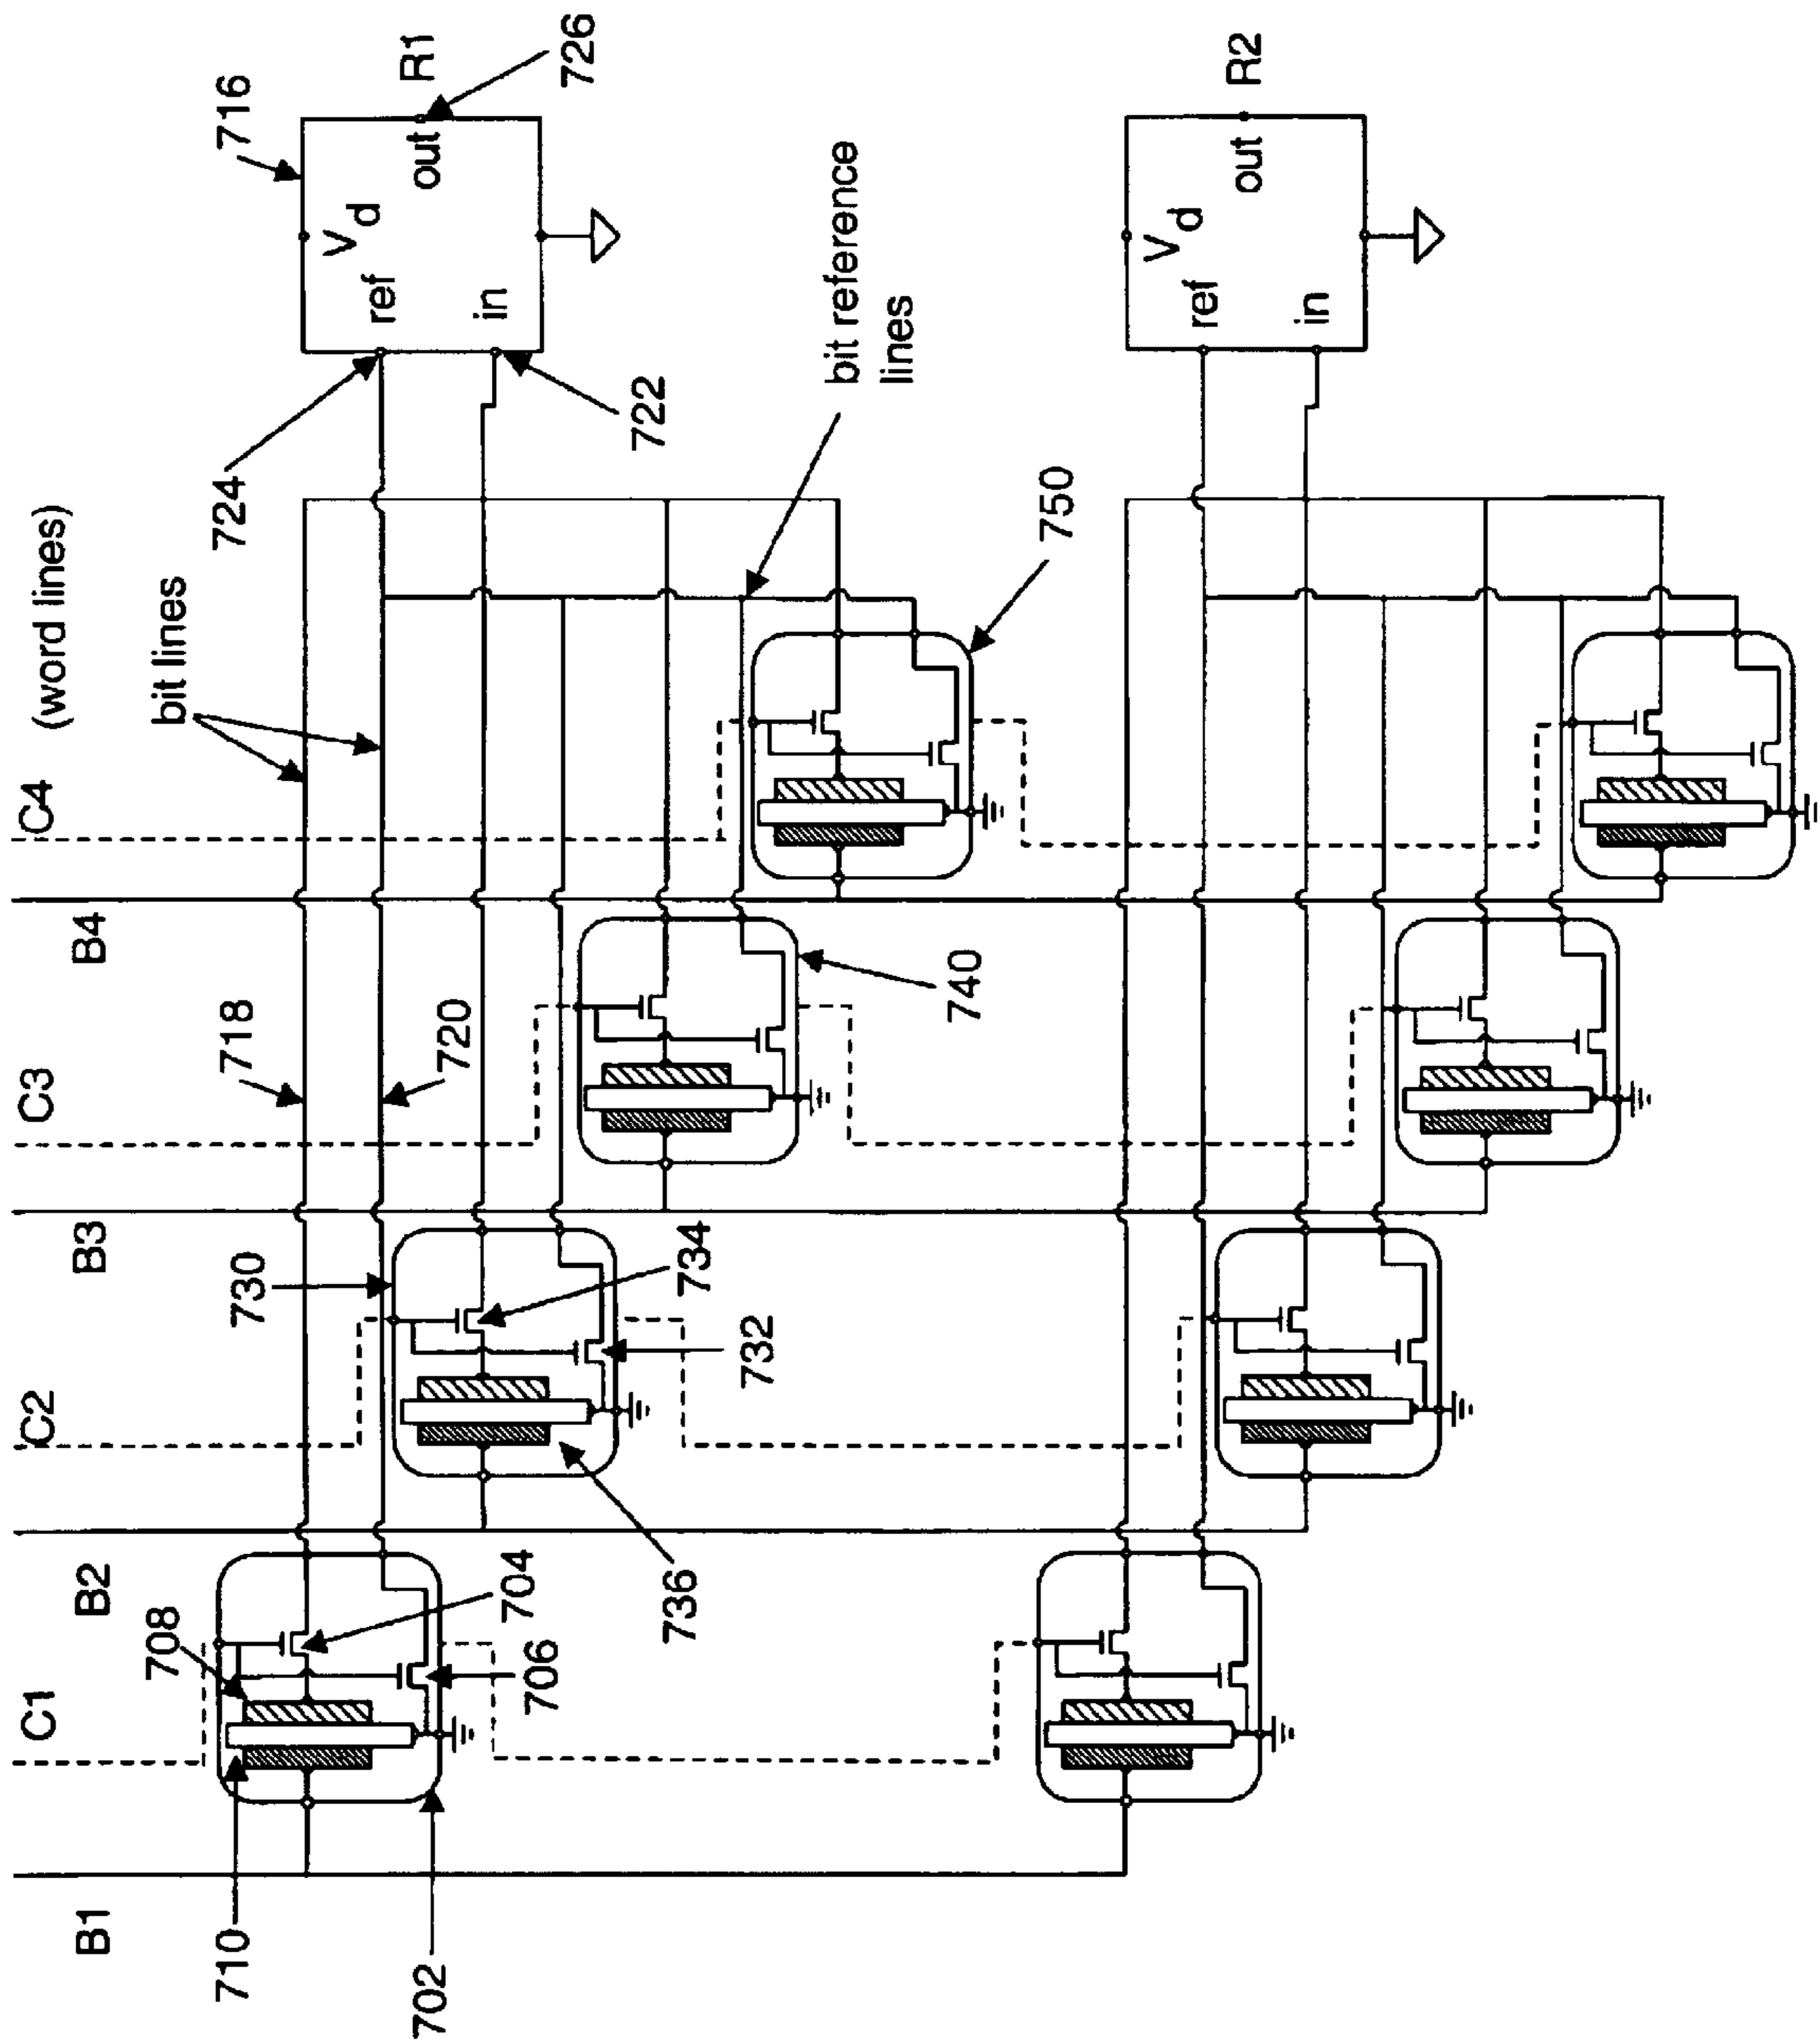 C1
C2
C3
C4
(word lines)
B1
B2
B3
B4
bit lines
718
720
724
722
716
V
d
ref
in
out
R1
726
bit reference
lines
730
734
732
736
740
750
708
704
706
710
702
V
d
ref
in
out
R2